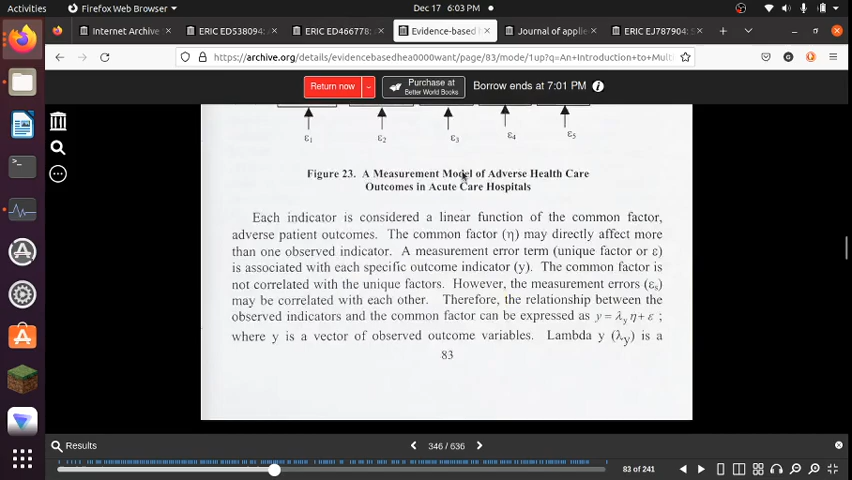 Activities
Firefox Web Browser
Dec 17 6:03 PM
Internet Archive
ERIC ED538094:
ERIC ED466778:
Evidence-based
Journal of applie
ERIC EJ787904:
https://archive.org/details/evidencebasedhea0000want/page/83/mode/1up?q=An+Introduction+to+Mult
Return now
Purchase at
Better World Books
Borrow ends at 7:01 PM
ε1 ε2 ε3 ε4 ε5
Figure 23. A Measurement Model of Adverse Health Care
Outcomes in Acute Care Hospitals
Each indicator is considered a linear function of the common factor,
adverse patient outcomes. The common factor (η) may directly affect more
than one observed indicator. A measurement error term (unique factor or ε)
is associated with each specific outcome indicator (y). The common factor is
not correlated with the unique factors. However, the measurement errors (εs)
may be correlated with each other. Therefore, the relationship between the
observed indicators and the common factor can be expressed as y = λy η + ε ;
where y is a vector of observed outcome variables. Lambda y (λy) is a
83
Results
346 / 636
83 of 241